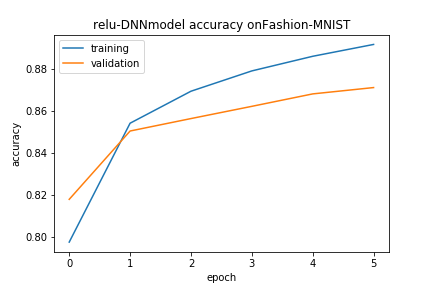 relu-DNNmodel accuracy onFashion-MNIST
training
validation
accuracy
0.88
0.86
0.84
0.82
0.80
0 1 2 3 4 5
epoch